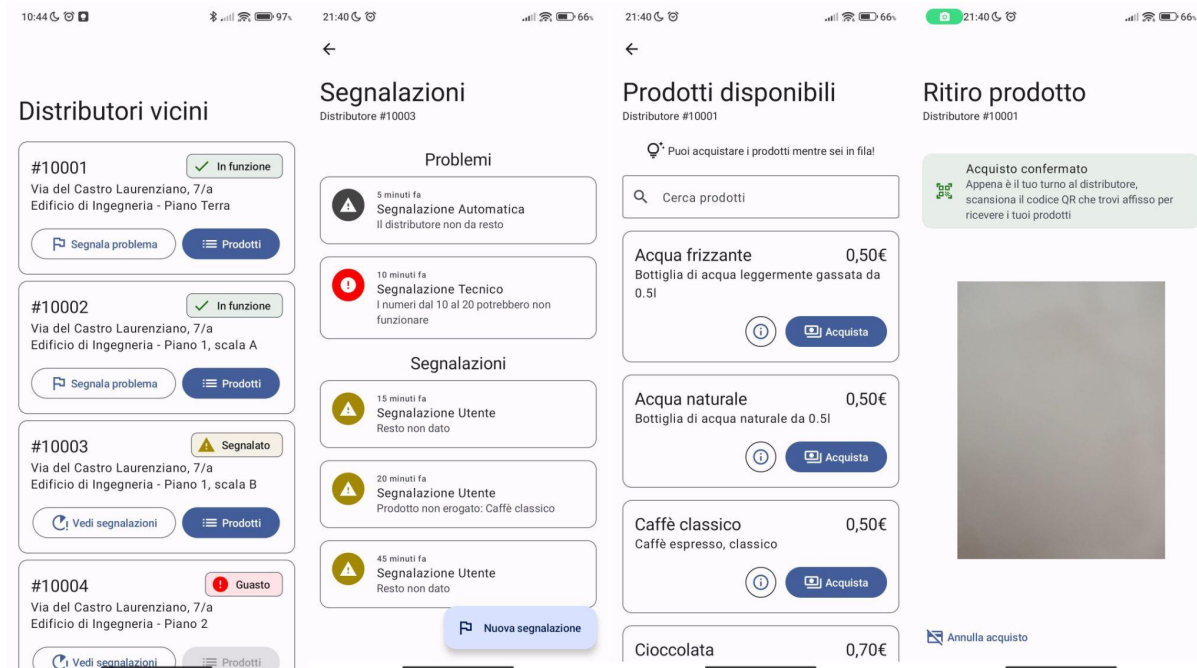 10:44
97%
Distributori vicini
#10001
In funzione
Via del Castro Laurenziano, 7/a
Edificio di Ingegneria - Piano Terra
Segnala problema
Prodotti
#10002
In funzione
Via del Castro Laurenziano, 7/a
Edificio di Ingegneria - Piano 1, scala A
Segnala problema
Prodotti
#10003
Segnalato
Via del Castro Laurenziano, 7/a
Edificio di Ingegneria - Piano 1, scala B
Vedi segnalazioni
Prodotti
#10004
Guasto
Via del Castro Laurenziano, 7/a
Edificio di Ingegneria - Piano 2
Vedi segnalazioni
Prodotti
21:40
66%
Segnalazioni
Distributore #10003
Problemi
5 minuti fa
Segnalazione Automatica
Il distributore non da resto
10 minuti fa
Segnalazione Tecnico
I numeri dal 10 al 20 potrebbero non
funzionare
Segnalazioni
15 minuti fa
Segnalazione Utente
Resto non dato
20 minuti fa
Segnalazione Utente
Prodotto non erogato: Caffè classico
45 minuti fa
Segnalazione Utente
Resto non dato
Nuova segnalazione
21:40
66%
Prodotti disponibili
Distributore #10001
Puoi acquistare i prodotti mentre sei in fila!
Cerca prodotti
Acqua frizzante 0,50€
Bottiglia di acqua leggermente gassata da
0.5l
Acquista
Acqua naturale 0,50€
Bottiglia di acqua naturale da 0.5l
Acquista
Caffè classico 0,50€
Caffè espresso, classico
Acquista
Cioccolata 0,70€
21:40
66%
Ritiro prodotto
Distributore #10001
Acquisto confermato
Appena è il tuo turno al distributore,
scansiona il codice QR che trovi affisso per
ricevere i tuoi prodotti
Annulla acquisto